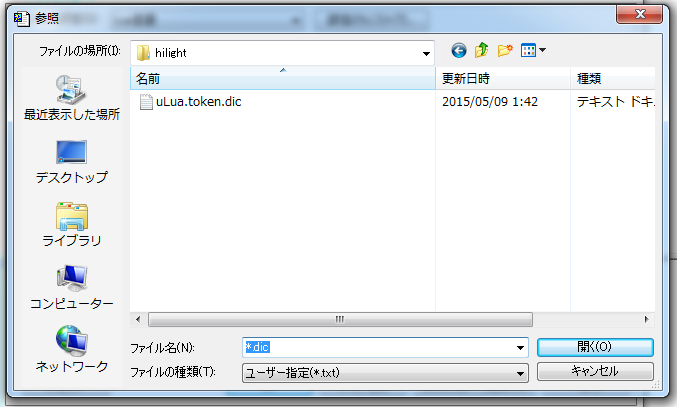 参照
ファイルの場所(I):
hilight
名前
更新日時
種類
uLua.token.dic
2015/05/09 1:42
テキスト ドキ
最近表示した場所
デスクトップ
ライブラリ
コンピューター
ネットワーク
ファイル名(N):
*.dic
開く(O)
ファイルの種類(T):
ユーザー指定(*.txt)
キャンセル